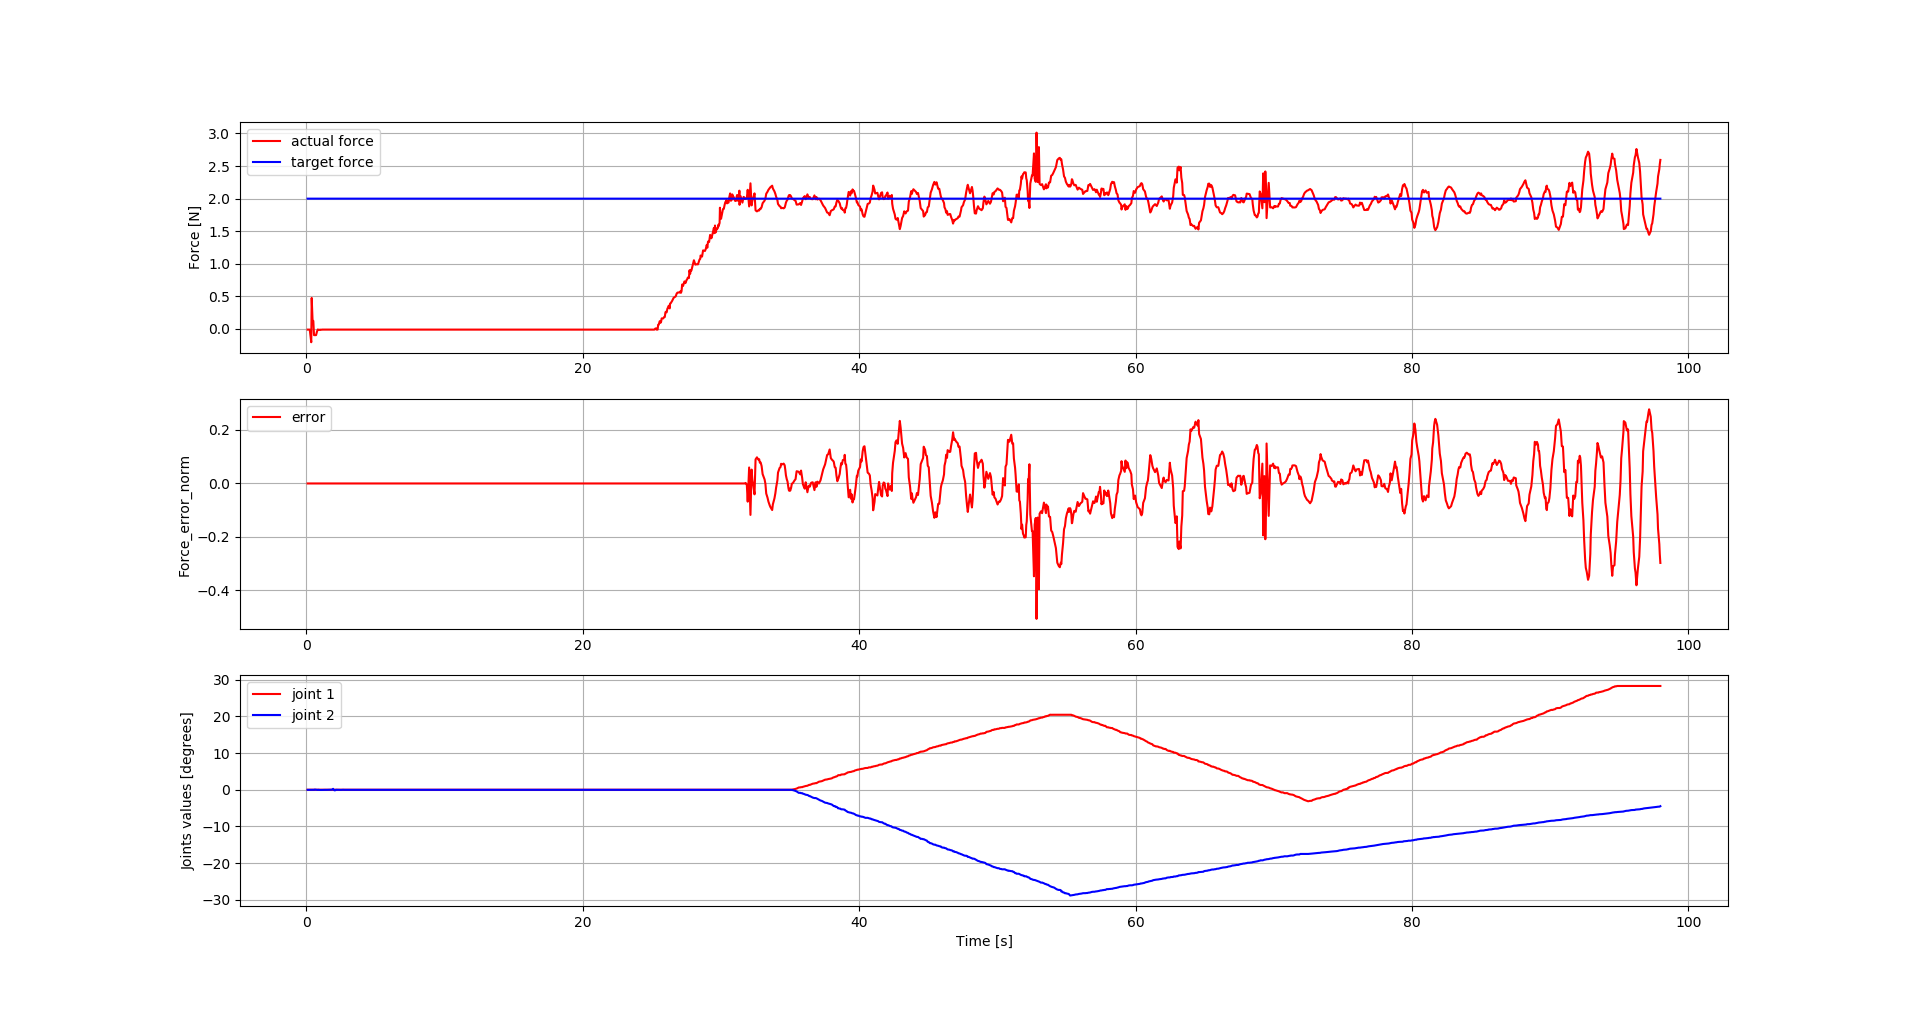 3.0
2.5
2.0
1.5
1.0
0.5
0.0
Force [N]
actual force
target force
0 20 40 60 80 100
0.2
0.0
−0.2
−0.4
Force_error_norm
error
0 20 40 60 80 100
30
20
10
0
−10
−20
−30
Joints values [degrees]
joint 1
joint 2
0 20 40 60 80 100
Time [s]